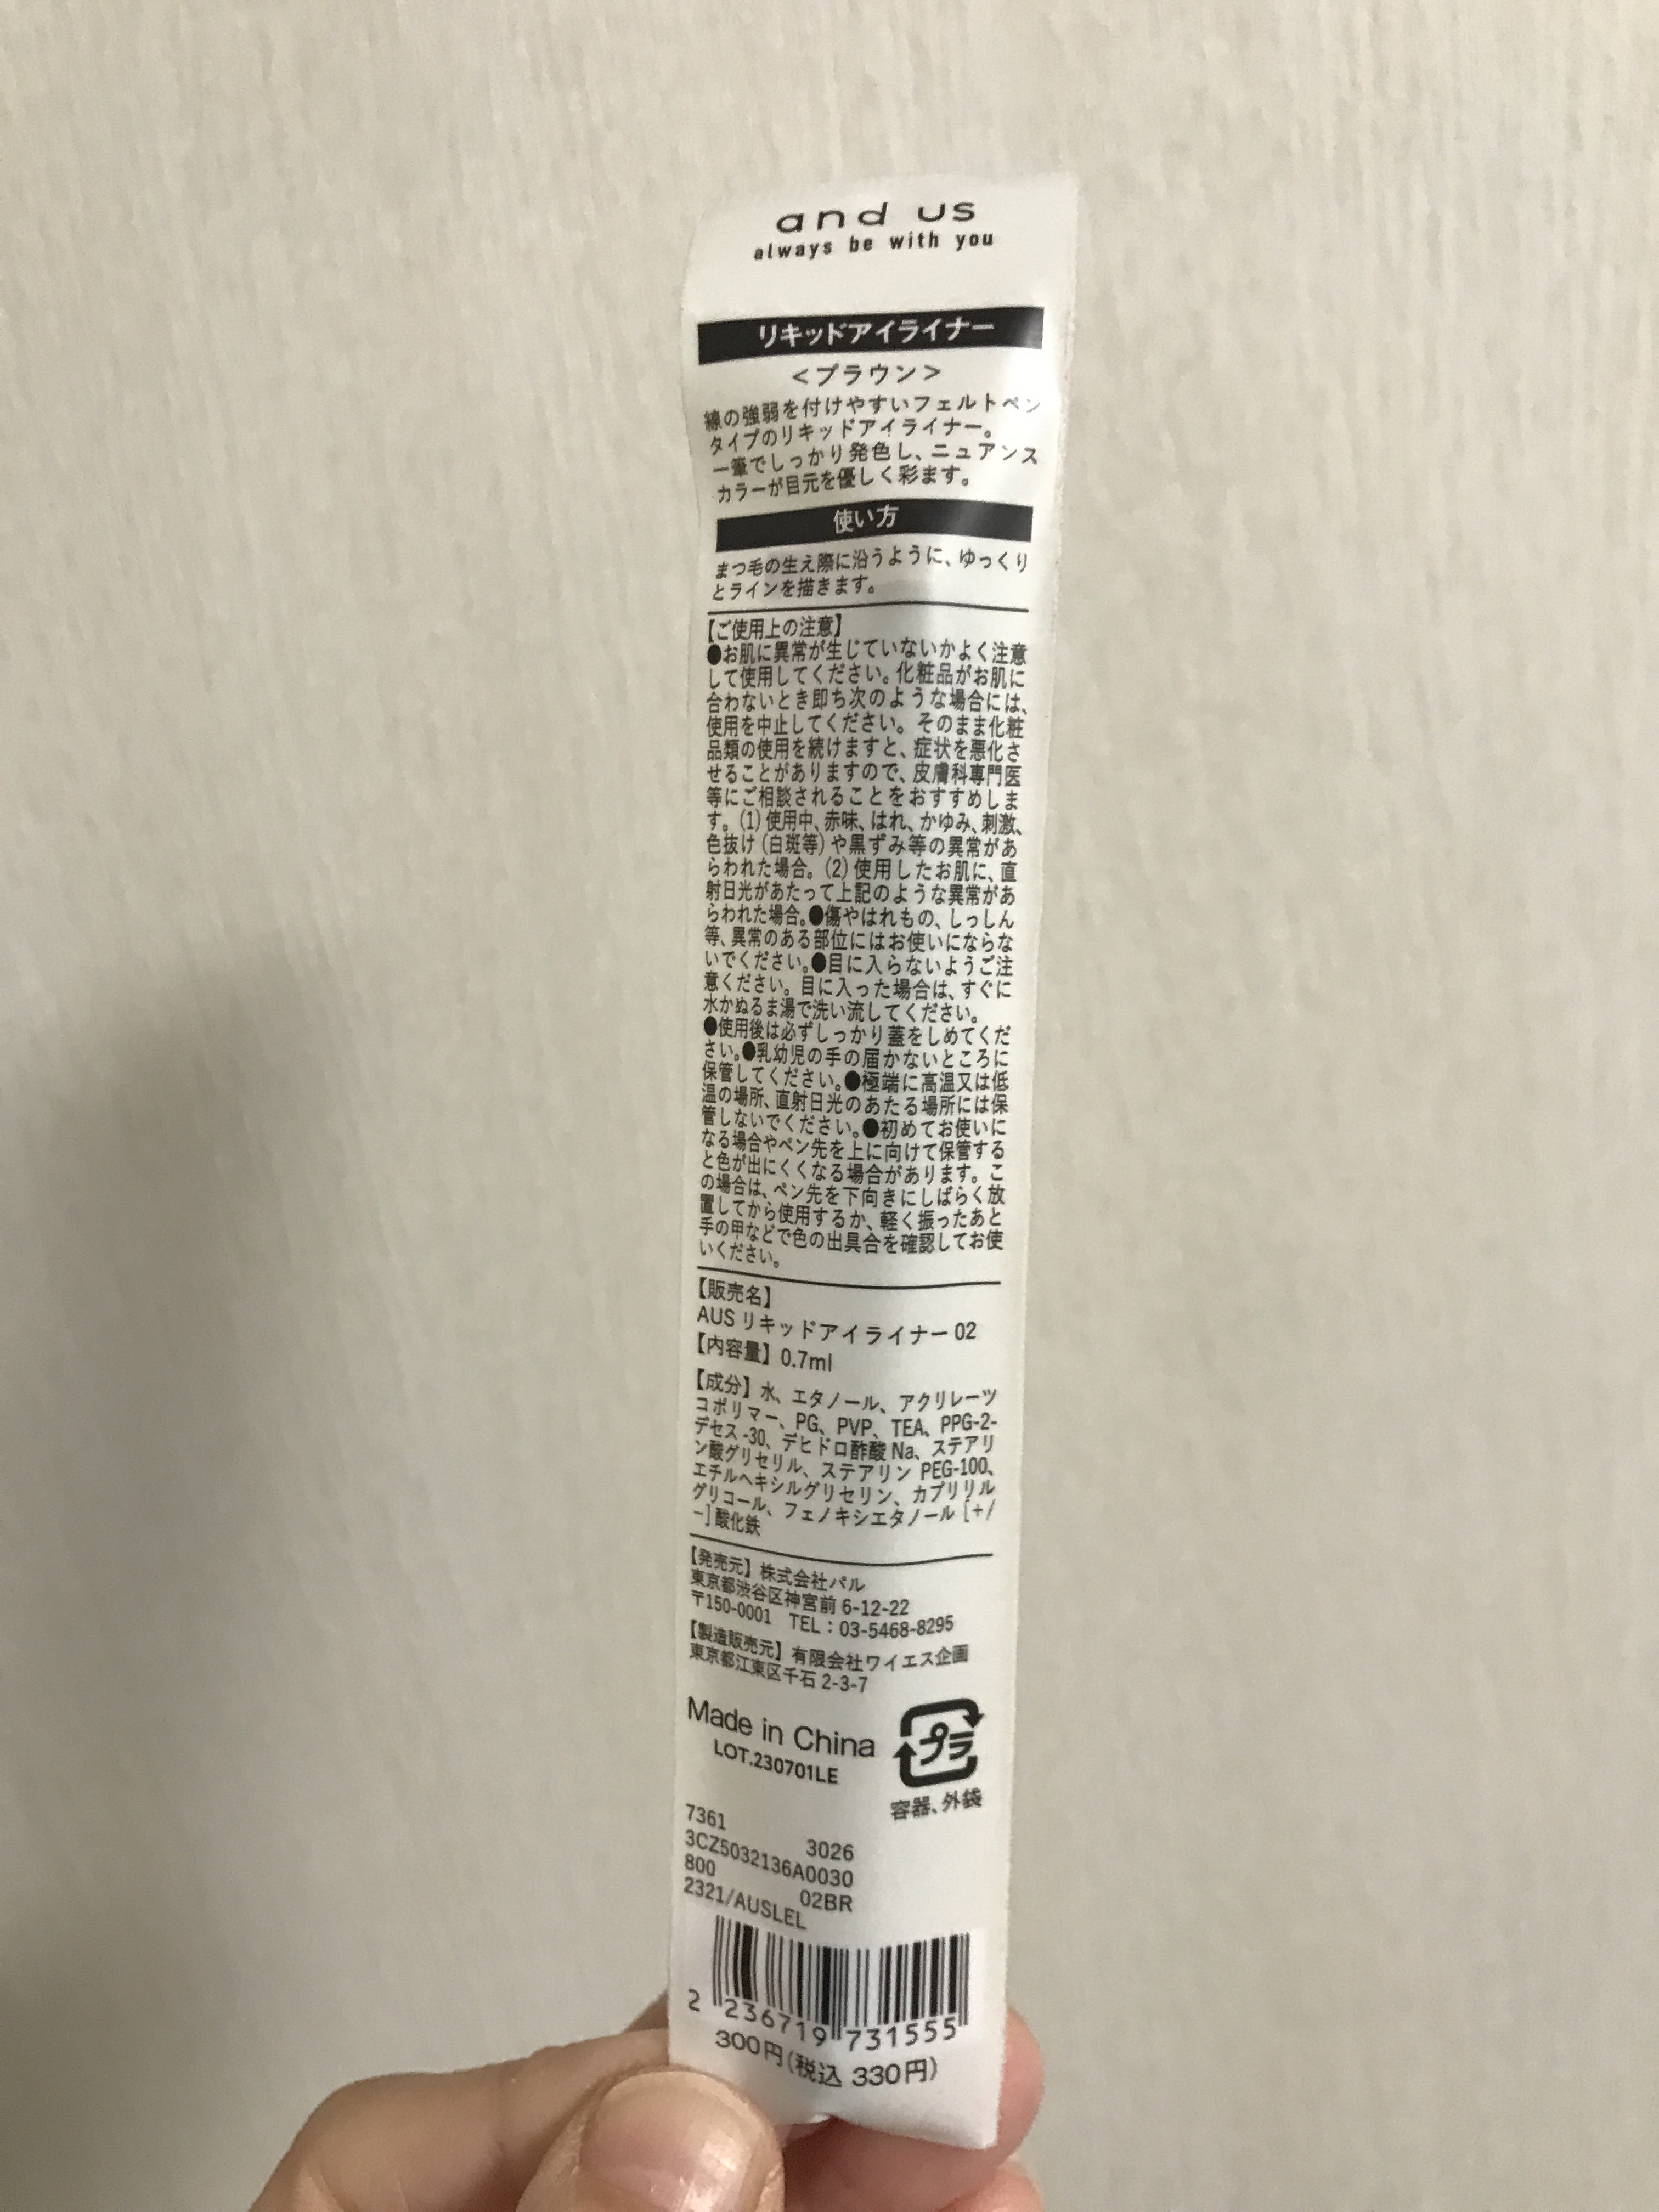 and us
always be with you
リキッドアイライナー
＜ブラウン＞
線の強弱を付けやすいフェルトペン
タイプのリキッドアイライナー。
一筆でしっかり発色し、ニュアンス
カラーが目元を優しく彩ます。
使い方
まつ毛の生え際に沿うように、ゆっくり
とラインを描きます。
【ご使用上の注意】
●お肌に異常が生じていないかよく注意
して使用してください。化粧品がお肌に
合わないとき即ち次のような場合には、
使用を中止してください。そのまま化粧
品類の使用を続けますと、症状を悪化さ
せることがありますので、皮膚科専門医
等にご相談されることをおすすめしま
す。(1)使用中、赤味、はれ、かゆみ、刺激、
色抜け（白斑等）や黒ずみ等の異常があ
らわれた場合。(2)使用したお肌に、直
射日光があたって上記のような異常があ
らわれた場合。●傷やはれもの、しっしん
等、異常のある部位にはお使いにならな
いでください。●目に入らないようご注
意ください。目に入った場合は、すぐに
水かぬるま湯で洗い流してください。
●使用後は必ずしっかり蓋をしめてくだ
さい。●乳幼児の手の届かないところに
保管してください。●極端に高温又は低
温の場所、直射日光のあたる場所には保
管しないでください。●初めてお使いに
なる場合やペン先を上に向けて保管する
と色が出にくくなる場合があります。こ
の場合は、ペン先を下向きにしばらく放
置してから使用するか、軽く振ったあと
手の甲などで色の出具合を確認してお使
いください。
【販売名】
AUS リキッドアイライナー 02
【内容量】0.7ml
【成分】水、エタノール、アクリレーツ
コポリマー、PG、PVP、TEA、PPG-2-
デセス-30、デヒドロ酢酸Na、ステアリ
ン酸グリセリル、ステアリン PEG-100、
エチルヘキシルグリセリン、カプリリル
グリコール、フェノキシエタノール [+/
−] 酸化鉄
【発売元】株式会社パル
東京都渋谷区神宮前 6-12-22
〒150-0001 TEL：03-5468-8295
【製造販売元】有限会社ワイエス企画
東京都江東区千石 2-3-7
Made in China
LOT.230701LE
プラ
容器、外袋
7361 3026
3CZ5032136A0030
800 02BR
2321/AUSLEL
2 236719 731555
300円(税込 330円)